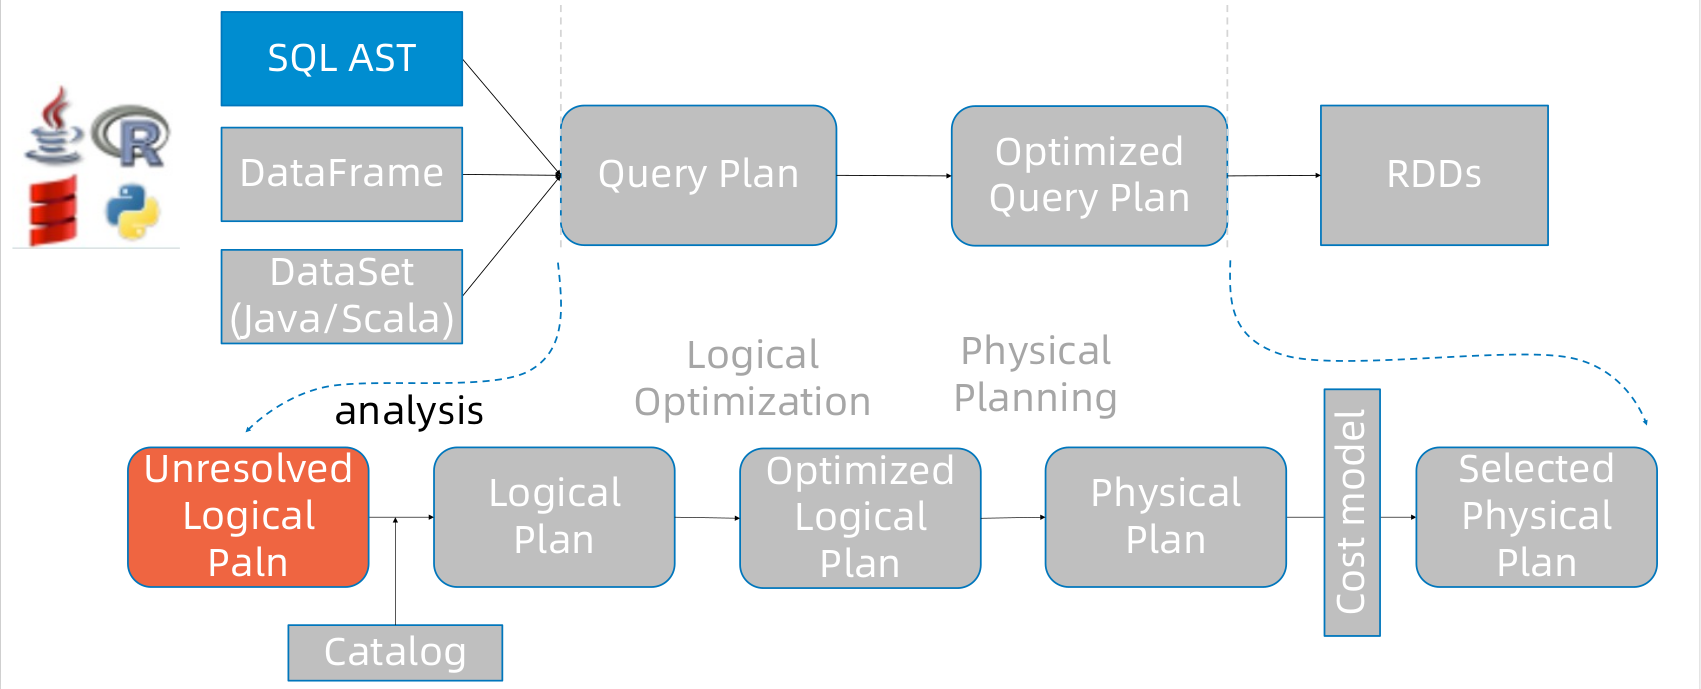 SQL AST
DataFrame
DataSet
(Java/Scala)
R
Query Plan
Optimized
Query Plan
RDDs
Logical
Optimization
Physical
Planning
analysis
Unresolved
Logical
Paln
Logical
Plan
Optimized
Logical
Plan
Physical
Plan
Cost model
Selected
Physical
Plan
Catalog